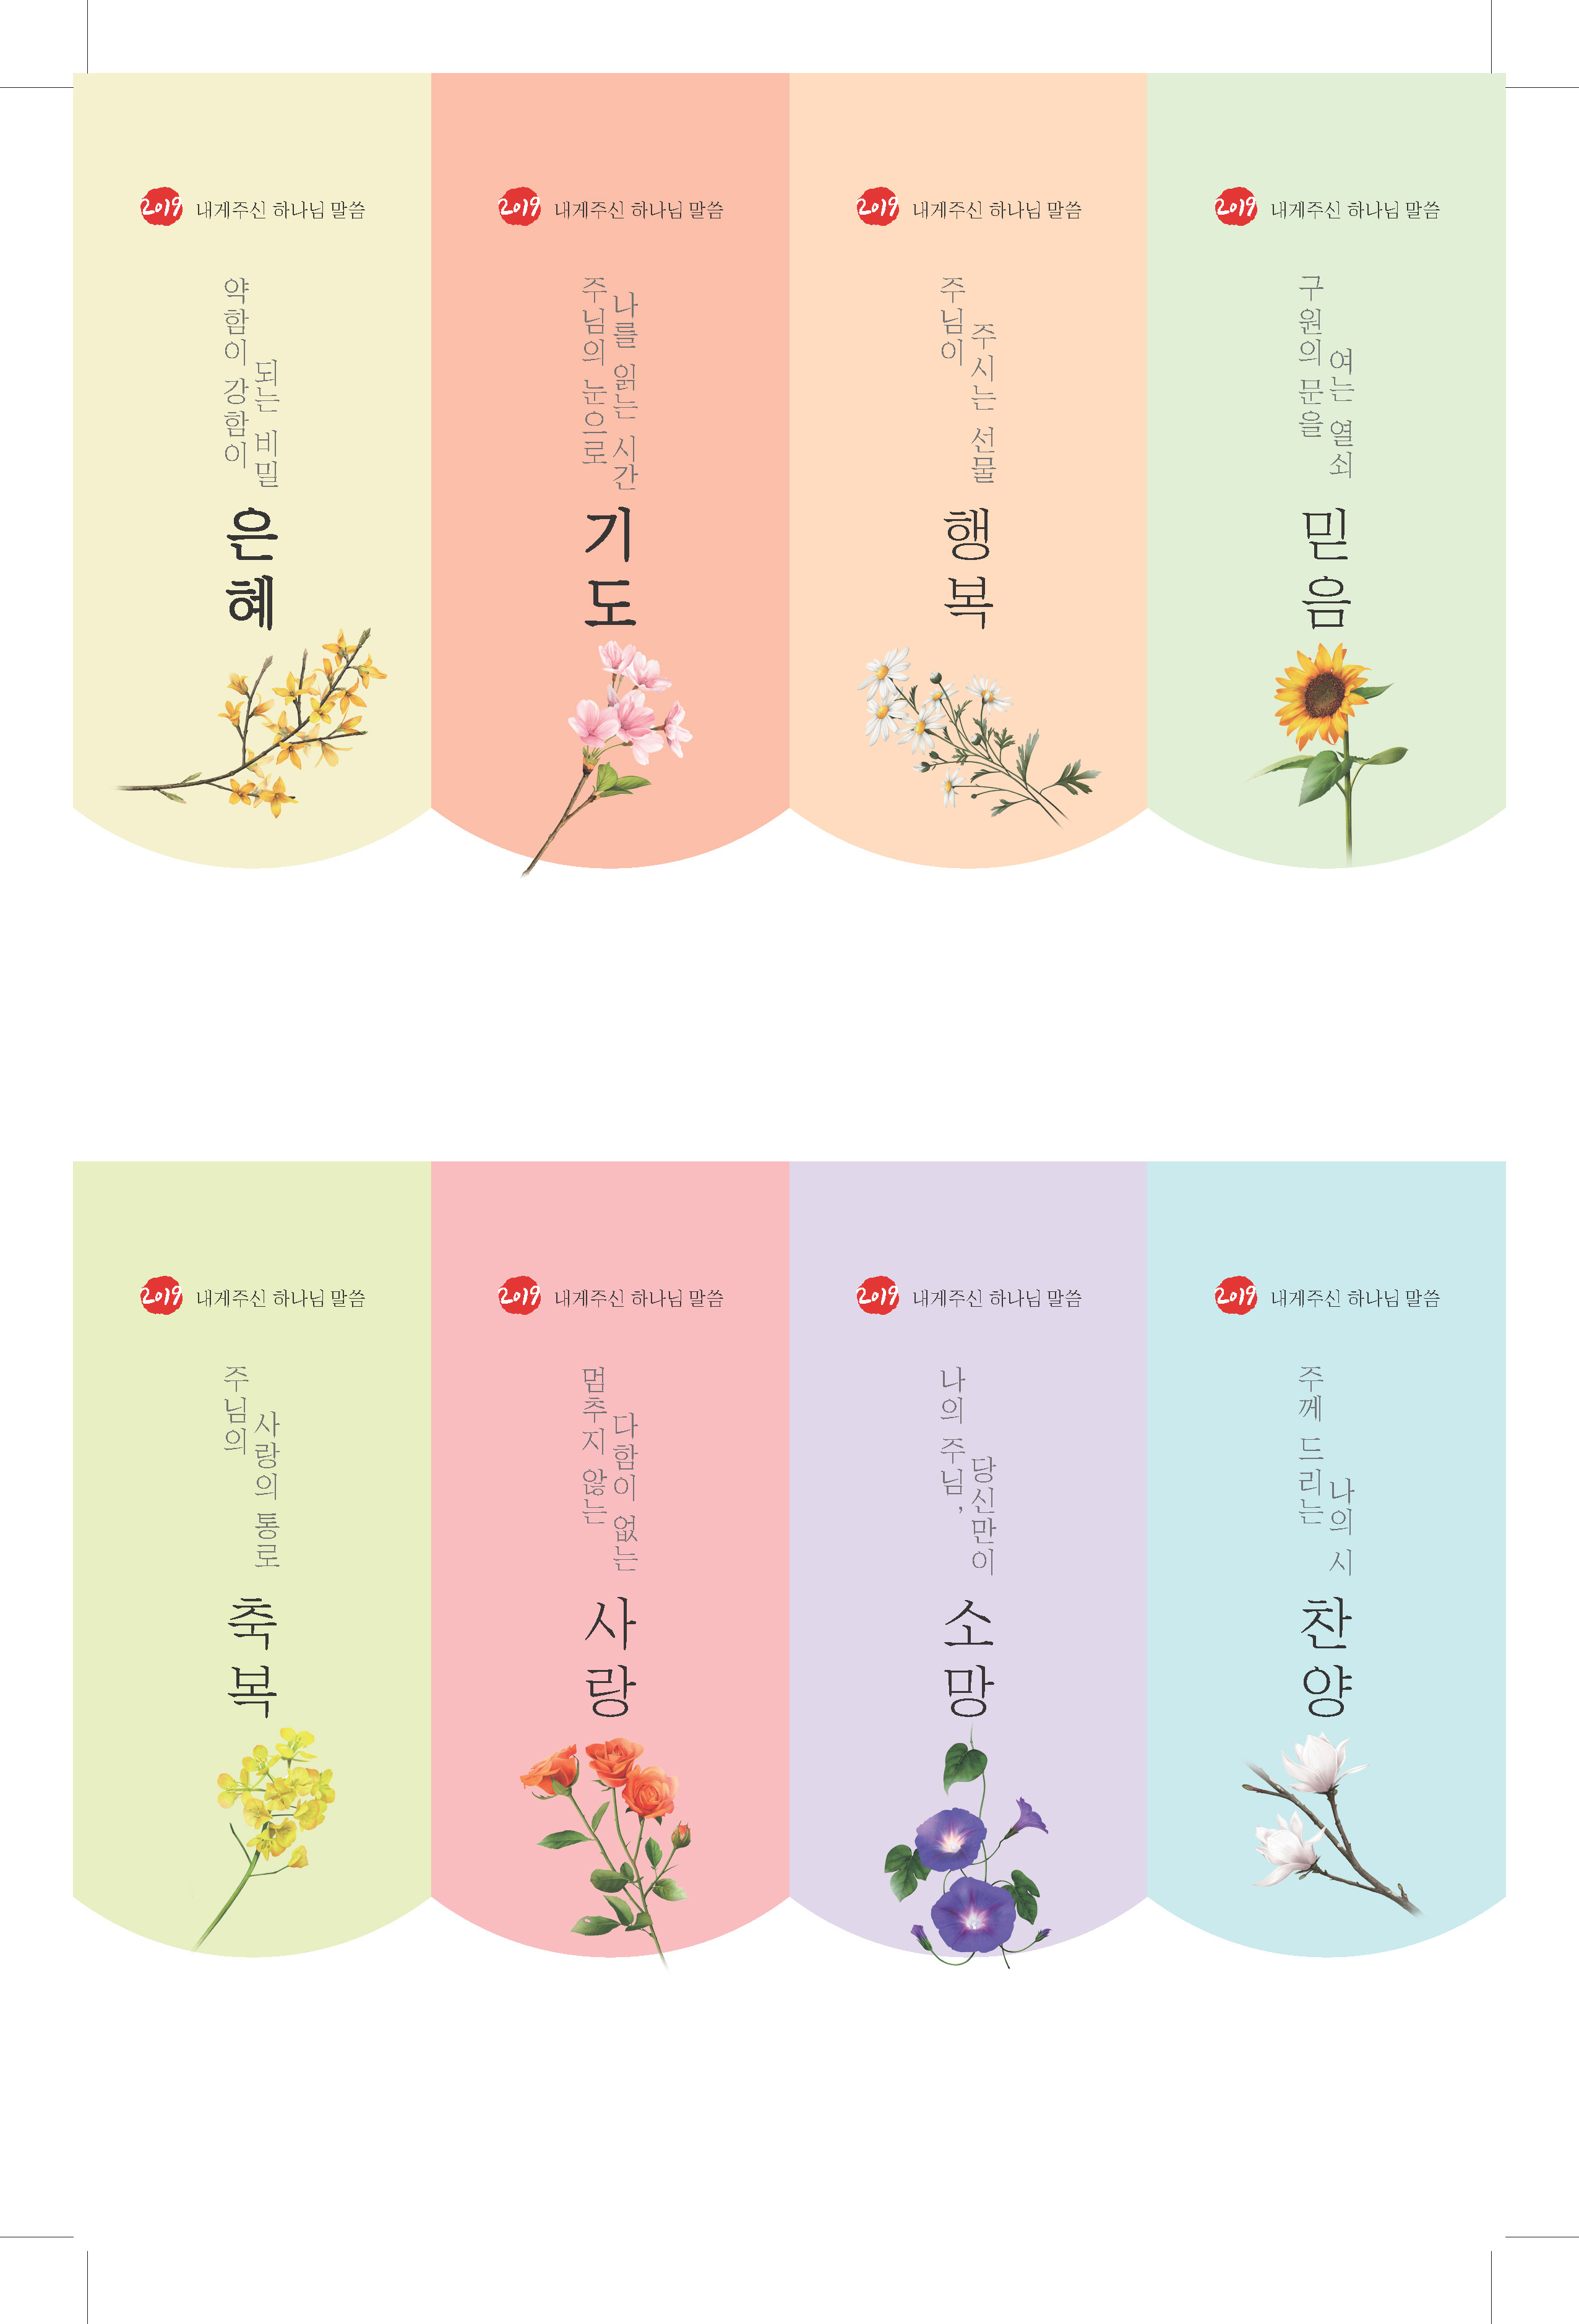 2019 내게주신 하나님 말씀
약함이 강함이
되는 비밀
은혜
2019 내게주신 하나님 말씀
주님의 눈으로
나를 읽는 시간
기도
2019 내게주신 하나님 말씀
주님이
주시는 선물
행복
2019 내게주신 하나님 말씀
구원의 문을
여는 열쇠
믿음
2019 내게주신 하나님 말씀
주님의
사랑의 통로
축복
2019 내게주신 하나님 말씀
멈추지 않는
다함이 없는
사랑
2019 내게주신 하나님 말씀
나의 주님,
당신만이
소망
2019 내게주신 하나님 말씀
주께 드리는
나의 시
찬양